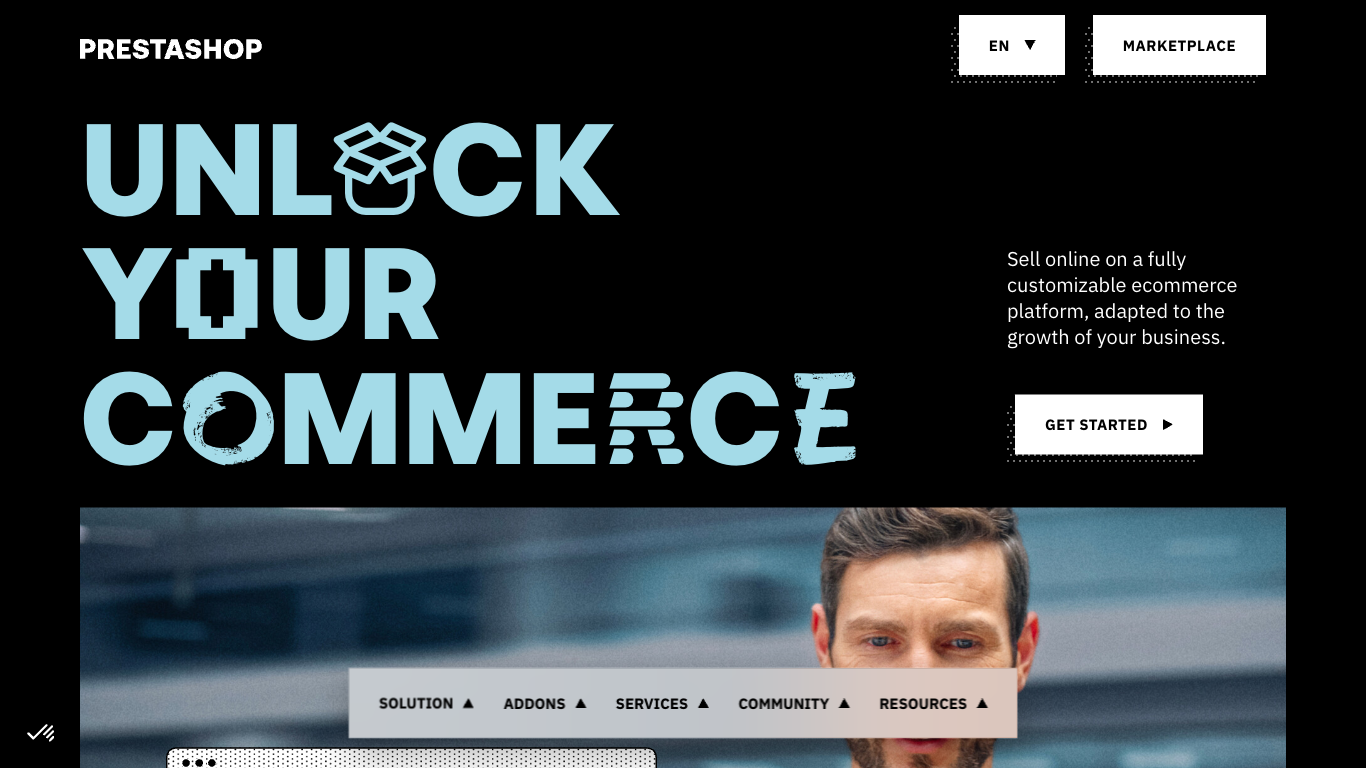 PRESTASHOP
EN
MARKETPLACE
UNLOCK
YOUR
COMMERCE
Sell online on a fully
customizable ecommerce
platform, adapted to the
growth of your business.
GET STARTED
SOLUTION
ADDONS
SERVICES
COMMUNITY
RESOURCES